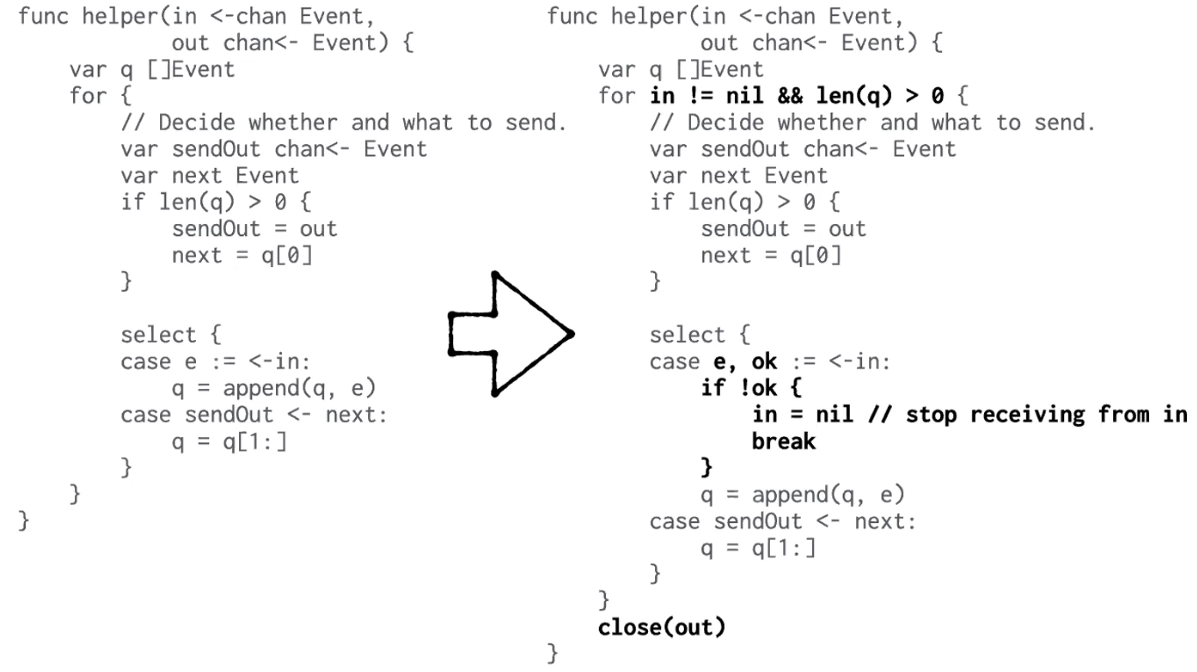 func helper(in <-chan Event,
            out chan<- Event) {
    var q []Event
    for {
        // Decide whether and what to send.
        var sendOut chan<- Event
        var next Event
        if len(q) > 0 {
            sendOut = out
            next = q[0]
        }

        select {
        case e := <-in:
            q = append(q, e)
        case sendOut <- next:
            q = q[1:]
        }
    }
}
func helper(in <-chan Event,
            out chan<- Event) {
    var q []Event
    for in != nil && len(q) > 0 {
        // Decide whether and what to send.
        var sendOut chan<- Event
        var next Event
        if len(q) > 0 {
            sendOut = out
            next = q[0]
        }

        select {
        case e, ok := <-in:
            if !ok {
                in = nil // stop receiving from in
                break
            }
            q = append(q, e)
        case sendOut <- next:
            q = q[1:]
        }
    }
    close(out)
}